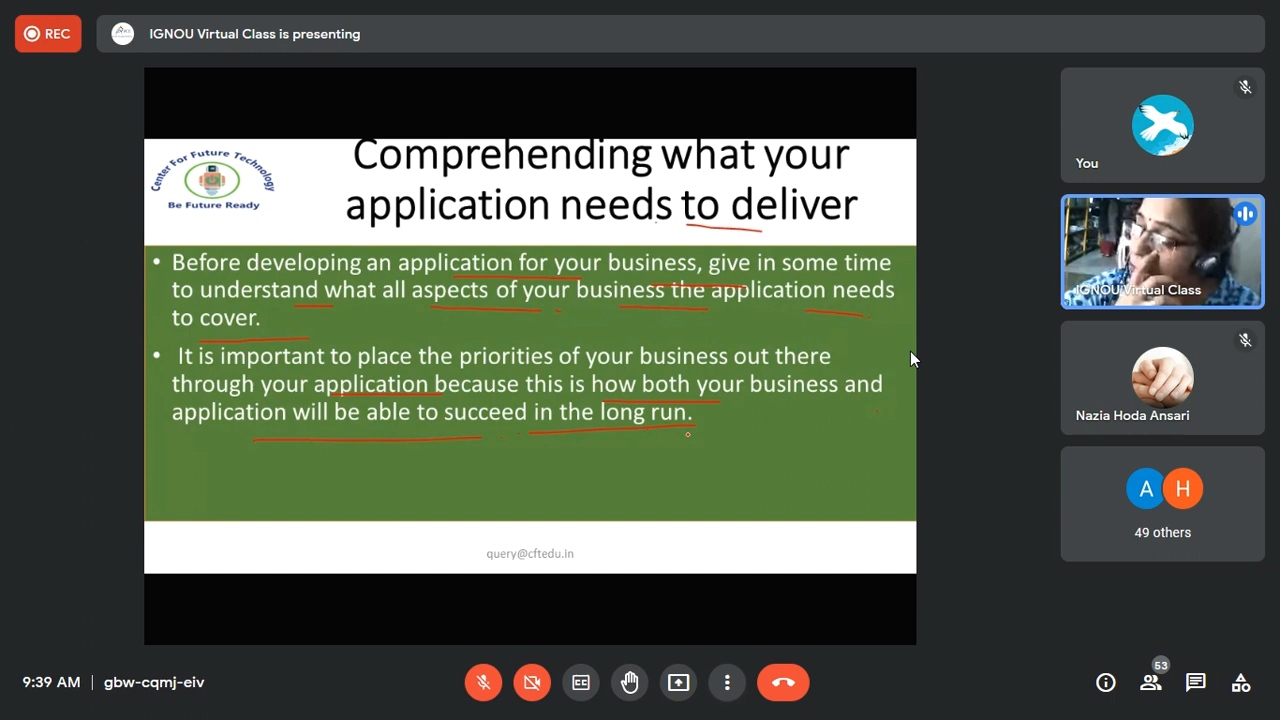 REC
IGNOU Virtual Class is presenting
Center For Future Technology
Be Future Ready
Comprehending what your
application needs to deliver
• Before developing an application for your business, give in some time
to understand what all aspects of your business the application needs
to cover.
• It is important to place the priorities of your business out there
through your application because this is how both your business and
application will be able to succeed in the long run.
query@cftedu.in
You
IGNOU Virtual Class
Nazia Hoda Ansari
A H
49 others
9:39 AM | gbw-cqmj-eiv
CC
53